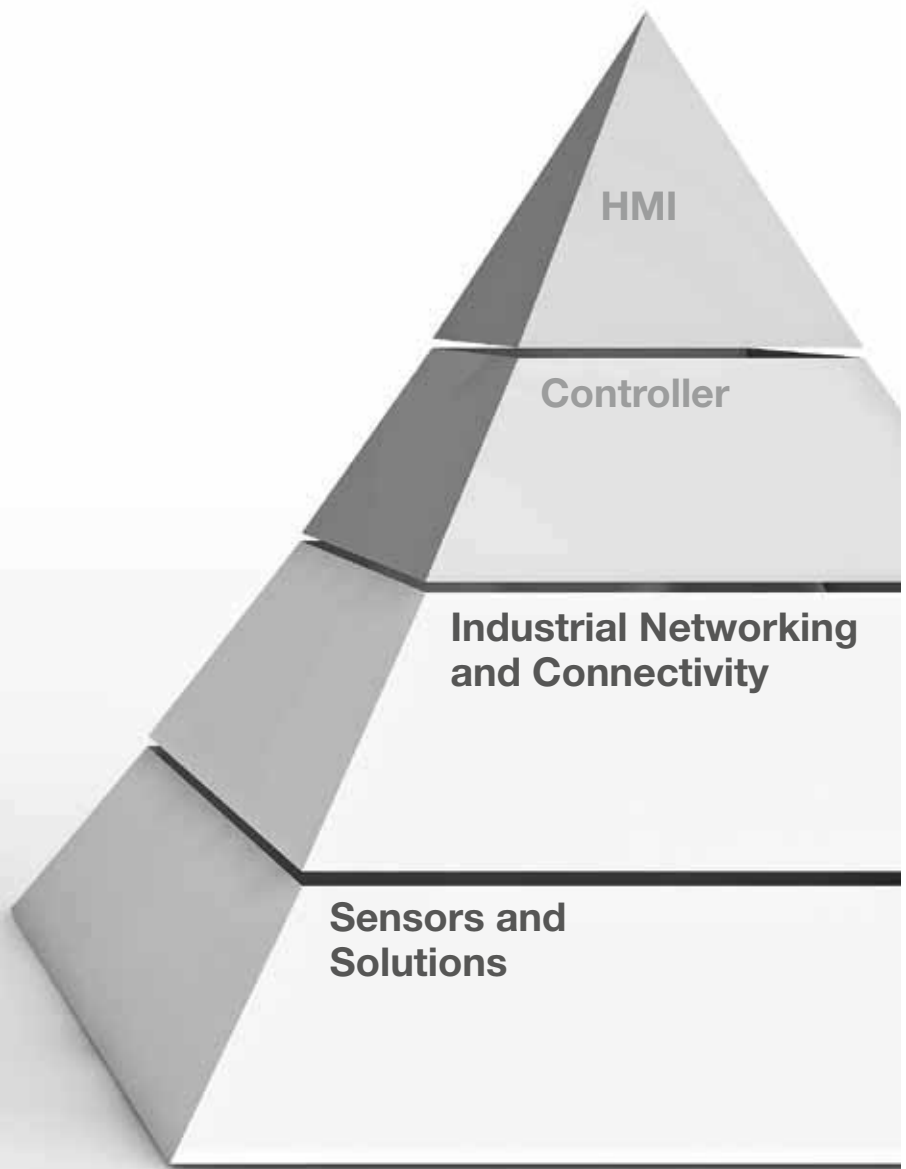 HMI
Controller
Industrial Networking
and Connectivity
Sensors and
Solutions